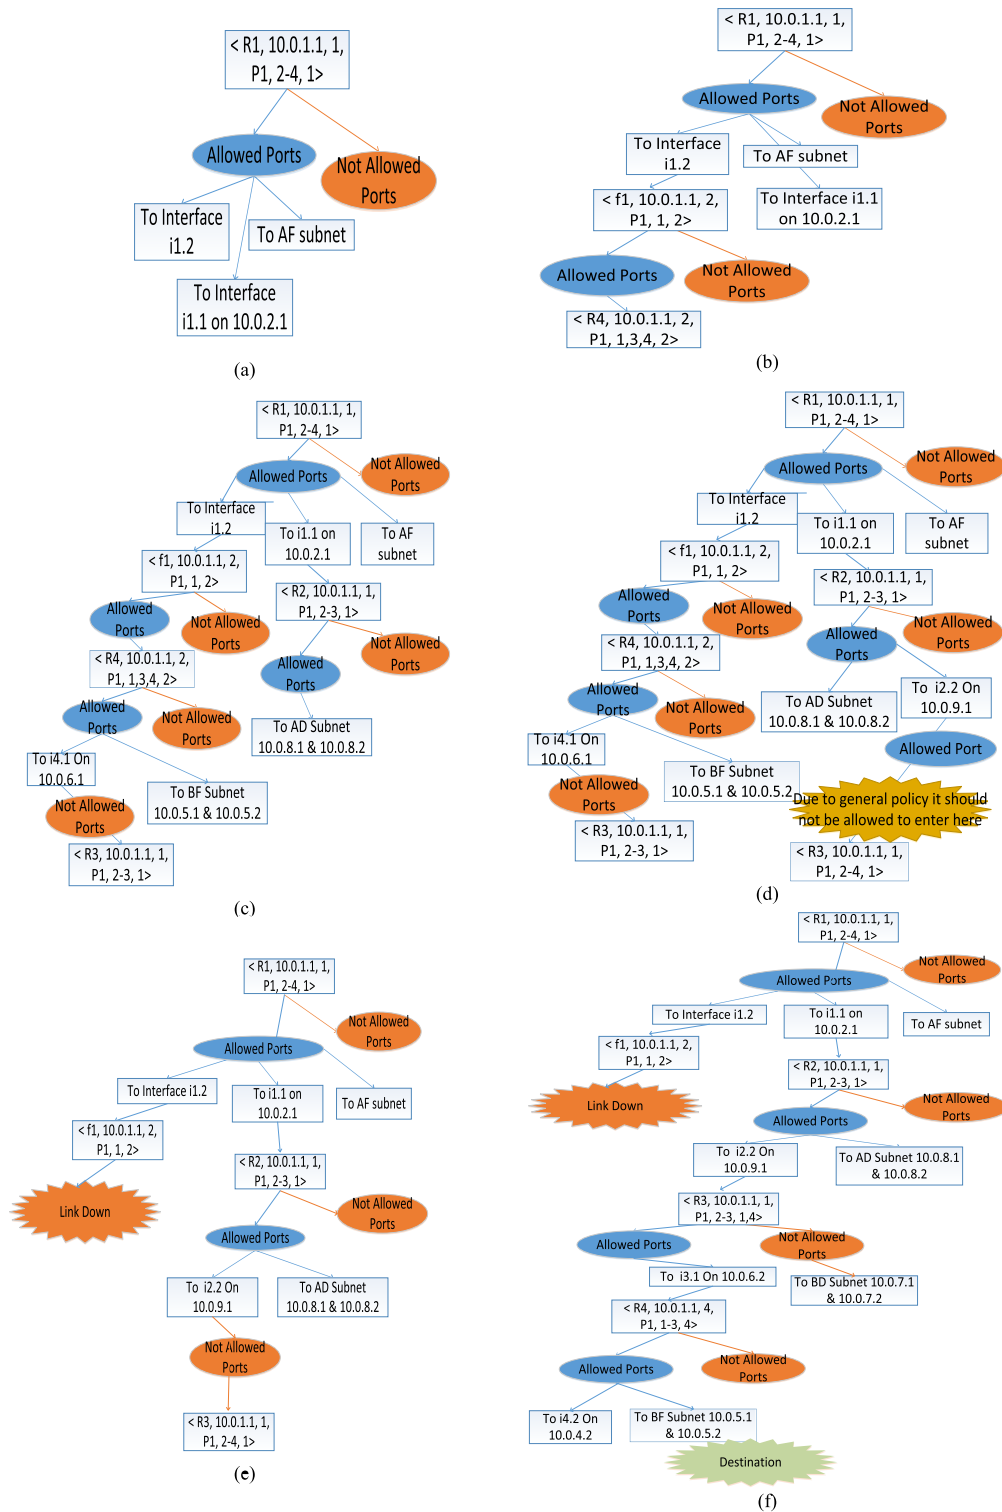 < R1, 10.0.1.1, 1,
P1, 2-4, 1>
Allowed Ports
Not Allowed
Ports
To Interface
i1.2
To AF subnet
To Interface
i1.1 on 10.0.2.1
(a)
< R1, 10.0.1.1, 1,
P1, 2-4, 1>
Allowed Ports
Not Allowed
Ports
To Interface
i1.2
To AF subnet
< f1, 10.0.1.1, 2,
P1, 1, 2>
To Interface i1.1
on 10.0.2.1
Allowed Ports
Not Allowed
Ports
< R4, 10.0.1.1, 2,
P1, 1,3,4, 2>
(b)
< R1, 10.0.1.1, 1,
P1, 2-4, 1>
Allowed Ports
Not Allowed
Ports
To Interface
i1.2
To i1.1 on
10.0.2.1
To AF
subnet
< f1, 10.0.1.1, 2,
P1, 1, 2>
< R2, 10.0.1.1, 1,
P1, 2-3, 1>
Allowed
Ports
Not Allowed
Ports
Not Allowed
Ports
< R4, 10.0.1.1, 2,
P1, 1,3,4, 2>
Allowed
Ports
Allowed
Ports
Not Allowed
Ports
To AD Subnet
10.0.8.1 & 10.0.8.2
To i4.1 On
10.0.6.1
To BF Subnet
10.0.5.1 & 10.0.5.2
Not Allowed
Ports
< R3, 10.0.1.1, 1,
P1, 2-3, 1>
(c)
< R1, 10.0.1.1, 1,
P1, 2-4, 1>
Allowed Ports
Not Allowed
Ports
To Interface
i1.2
To i1.1 on
10.0.2.1
To AF
subnet
< f1, 10.0.1.1, 2,
P1, 1, 2>
< R2, 10.0.1.1, 1,
P1, 2-3, 1>
Allowed
Ports
Not Allowed
Ports
Allowed
Ports
Not Allowed
Ports
< R4, 10.0.1.1, 2,
P1, 1,3,4, 2>
Allowed
Ports
Not Allowed
Ports
To AD Subnet
10.0.8.1 & 10.0.8.2
To i2.2 On
10.0.9.1
To i4.1 On
10.0.6.1
Allowed Port
To BF Subnet
10.0.5.1 & 10.0.5.2
Not Allowed
Ports
Due to general policy it should
not be allowed to enter here
< R3, 10.0.1.1, 1,
P1, 2-3, 1>
< R3, 10.0.1.1, 1,
P1, 2-4, 1>
(d)
< R1, 10.0.1.1, 1,
P1, 2-4, 1>
Not Allowed
Ports
Allowed Ports
To Interface i1.2
To i1.1 on
10.0.2.1
To AF subnet
< f1, 10.0.1.1, 2,
P1, 1, 2>
< R2, 10.0.1.1, 1,
P1, 2-3, 1>
Link Down
Not Allowed
Ports
Allowed Ports
To i2.2 On
10.0.9.1
To AD Subnet
10.0.8.1 & 10.0.8.2
Not Allowed
Ports
< R3, 10.0.1.1, 1,
P1, 2-4, 1>
(e)
< R1, 10.0.1.1, 1,
P1, 2-4, 1>
Not Allowed
Ports
Allowed Ports
To Interface i1.2
To i1.1 on
10.0.2.1
To AF subnet
< f1, 10.0.1.1, 2,
P1, 1, 2>
< R2, 10.0.1.1, 1,
P1, 2-3, 1>
Link Down
Not Allowed
Ports
Allowed Ports
To i2.2 On
10.0.9.1
To AD Subnet 10.0.8.1
& 10.0.8.2
< R3, 10.0.1.1, 1,
P1, 2-3, 1,4>
Allowed Ports
Not Allowed
Ports
To i3.1 On 10.0.6.2
To BD Subnet 10.0.7.1
& 10.0.7.2
< R4, 10.0.1.1, 4,
P1, 1-3, 4>
Allowed Ports
Not Allowed
Ports
To i4.2 On
10.0.4.2
To BF Subnet 10.0.5.1
& 10.0.5.2
Destination
(f)